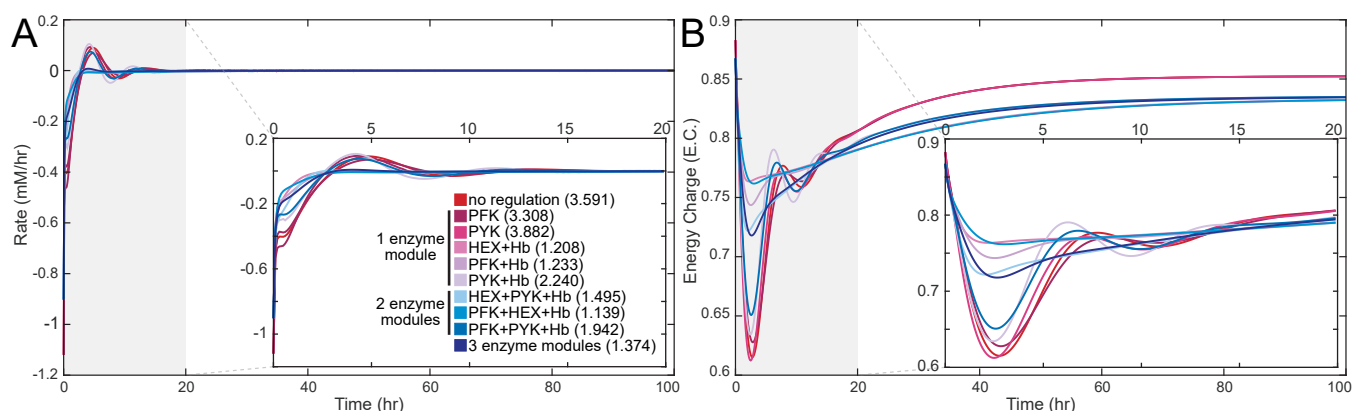 A
B
Rate (mM/hr)
0.2
0
-0.2
-0.4
-0.6
-0.8
-1
-1.2
0
20
40
60
80
100
Time (hr)
0
5
10
15
20
0.2
-0.2
-0.6
-1
no regulation (3.591)
1 enzyme module
PFK (3.308)
PYK (3.882)
HEX+Hb (1.208)
PFK+Hb (1.233)
PYK+Hb (2.240)
2 enzyme modules
HEX+PYK+Hb (1.495)
PFK+HEX+Hb (1.139)
PFK+PYK+Hb (1.942)
3 enzyme modules (1.374)
Energy Charge (E.C.)
0.9
0.85
0.8
0.75
0.7
0.65
0.6
0
20
40
60
80
100
Time (hr)
0
5
10
15
20
0.9
0.8
0.7
0.6